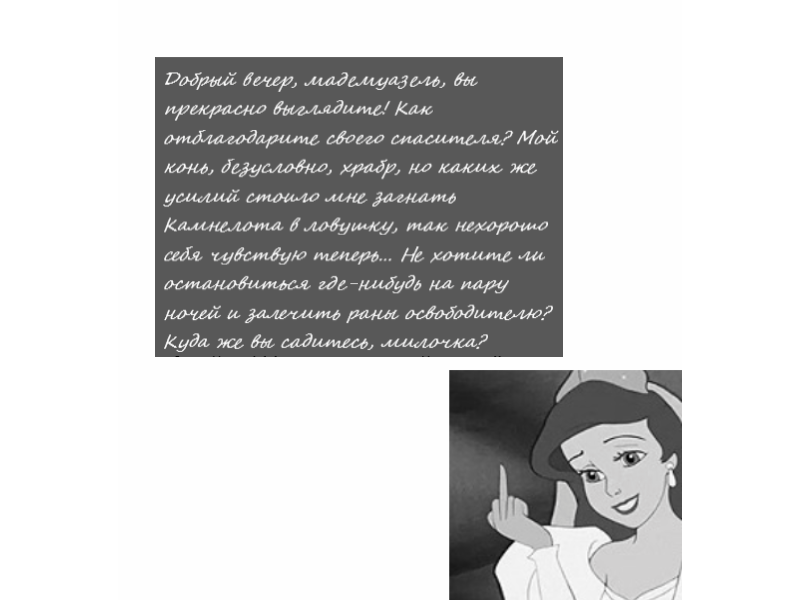 Добрый вечер, мадемуазель, вы
прекрасно выглядите! Как
отблагодарите своего спасителя? Мой
конь, безусловно, храбр, но каких же
усилий стоило мне загнать
Камнелота в ловушку, так нехорошо
себя чувствую теперь... Не хотите ли
остановиться где-нибудь на пару
ночей и залечить раны освободителю?
Куда же вы садитесь, милочка?